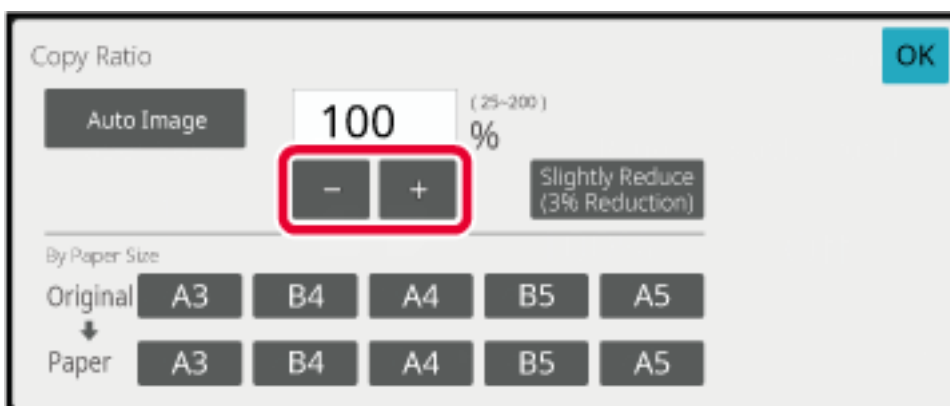 Copy Ratio
OK
Auto Image
100
( 25~200 )
%
−
+
Slightly Reduce
(3% Reduction)
By Paper Size
Original A3 B4 A4 B5 A5
Paper A3 B4 A4 B5 A5